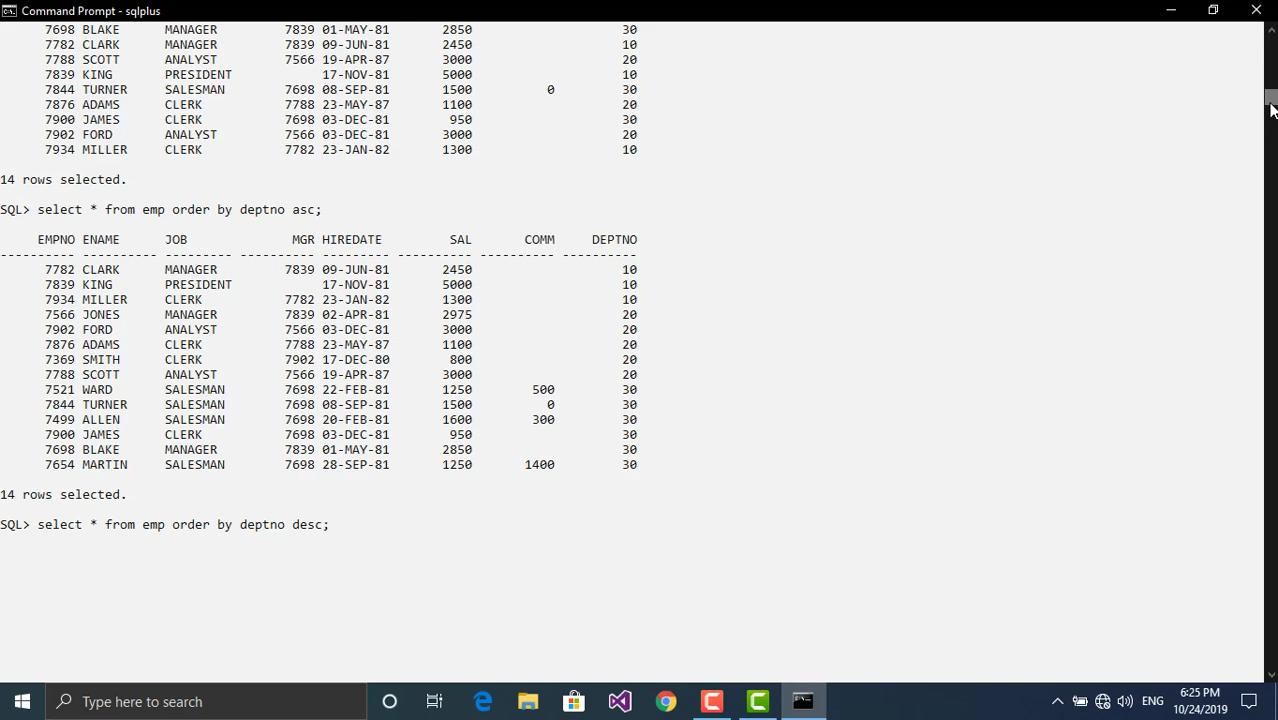 Command Prompt - sqlplus
7698 BLAKE MANAGER 7839 01-MAY-81 2850 30
7782 CLARK MANAGER 7839 09-JUN-81 2450 10
7788 SCOTT ANALYST 7566 19-APR-87 3000 20
7839 KING PRESIDENT 17-NOV-81 5000 10
7844 TURNER SALESMAN 7698 08-SEP-81 1500 0 30
7876 ADAMS CLERK 7788 23-MAY-87 1100 20
7900 JAMES CLERK 7698 03-DEC-81 950 30
7902 FORD ANALYST 7566 03-DEC-81 3000 20
7934 MILLER CLERK 7782 23-JAN-82 1300 10
14 rows selected.
SQL> select * from emp order by deptno asc;
EMPNO ENAME JOB MGR HIREDATE SAL COMM DEPTNO
---------- ---------- --------- ---------- --------- ---------- ---------- ----------
7782 CLARK MANAGER 7839 09-JUN-81 2450 10
7839 KING PRESIDENT 17-NOV-81 5000 10
7934 MILLER CLERK 7782 23-JAN-82 1300 10
7566 JONES MANAGER 7839 02-APR-81 2975 20
7902 FORD ANALYST 7566 03-DEC-81 3000 20
7876 ADAMS CLERK 7788 23-MAY-87 1100 20
7369 SMITH CLERK 7902 17-DEC-80 800 20
7788 SCOTT ANALYST 7566 19-APR-87 3000 20
7521 WARD SALESMAN 7698 22-FEB-81 1250 500 30
7844 TURNER SALESMAN 7698 08-SEP-81 1500 0 30
7499 ALLEN SALESMAN 7698 20-FEB-81 1600 300 30
7900 JAMES CLERK 7698 03-DEC-81 950 30
7698 BLAKE MANAGER 7839 01-MAY-81 2850 30
7654 MARTIN SALESMAN 7698 28-SEP-81 1250 1400 30
14 rows selected.
SQL> select * from emp order by deptno desc;
Type here to search
ENG
6:25 PM
10/24/2019